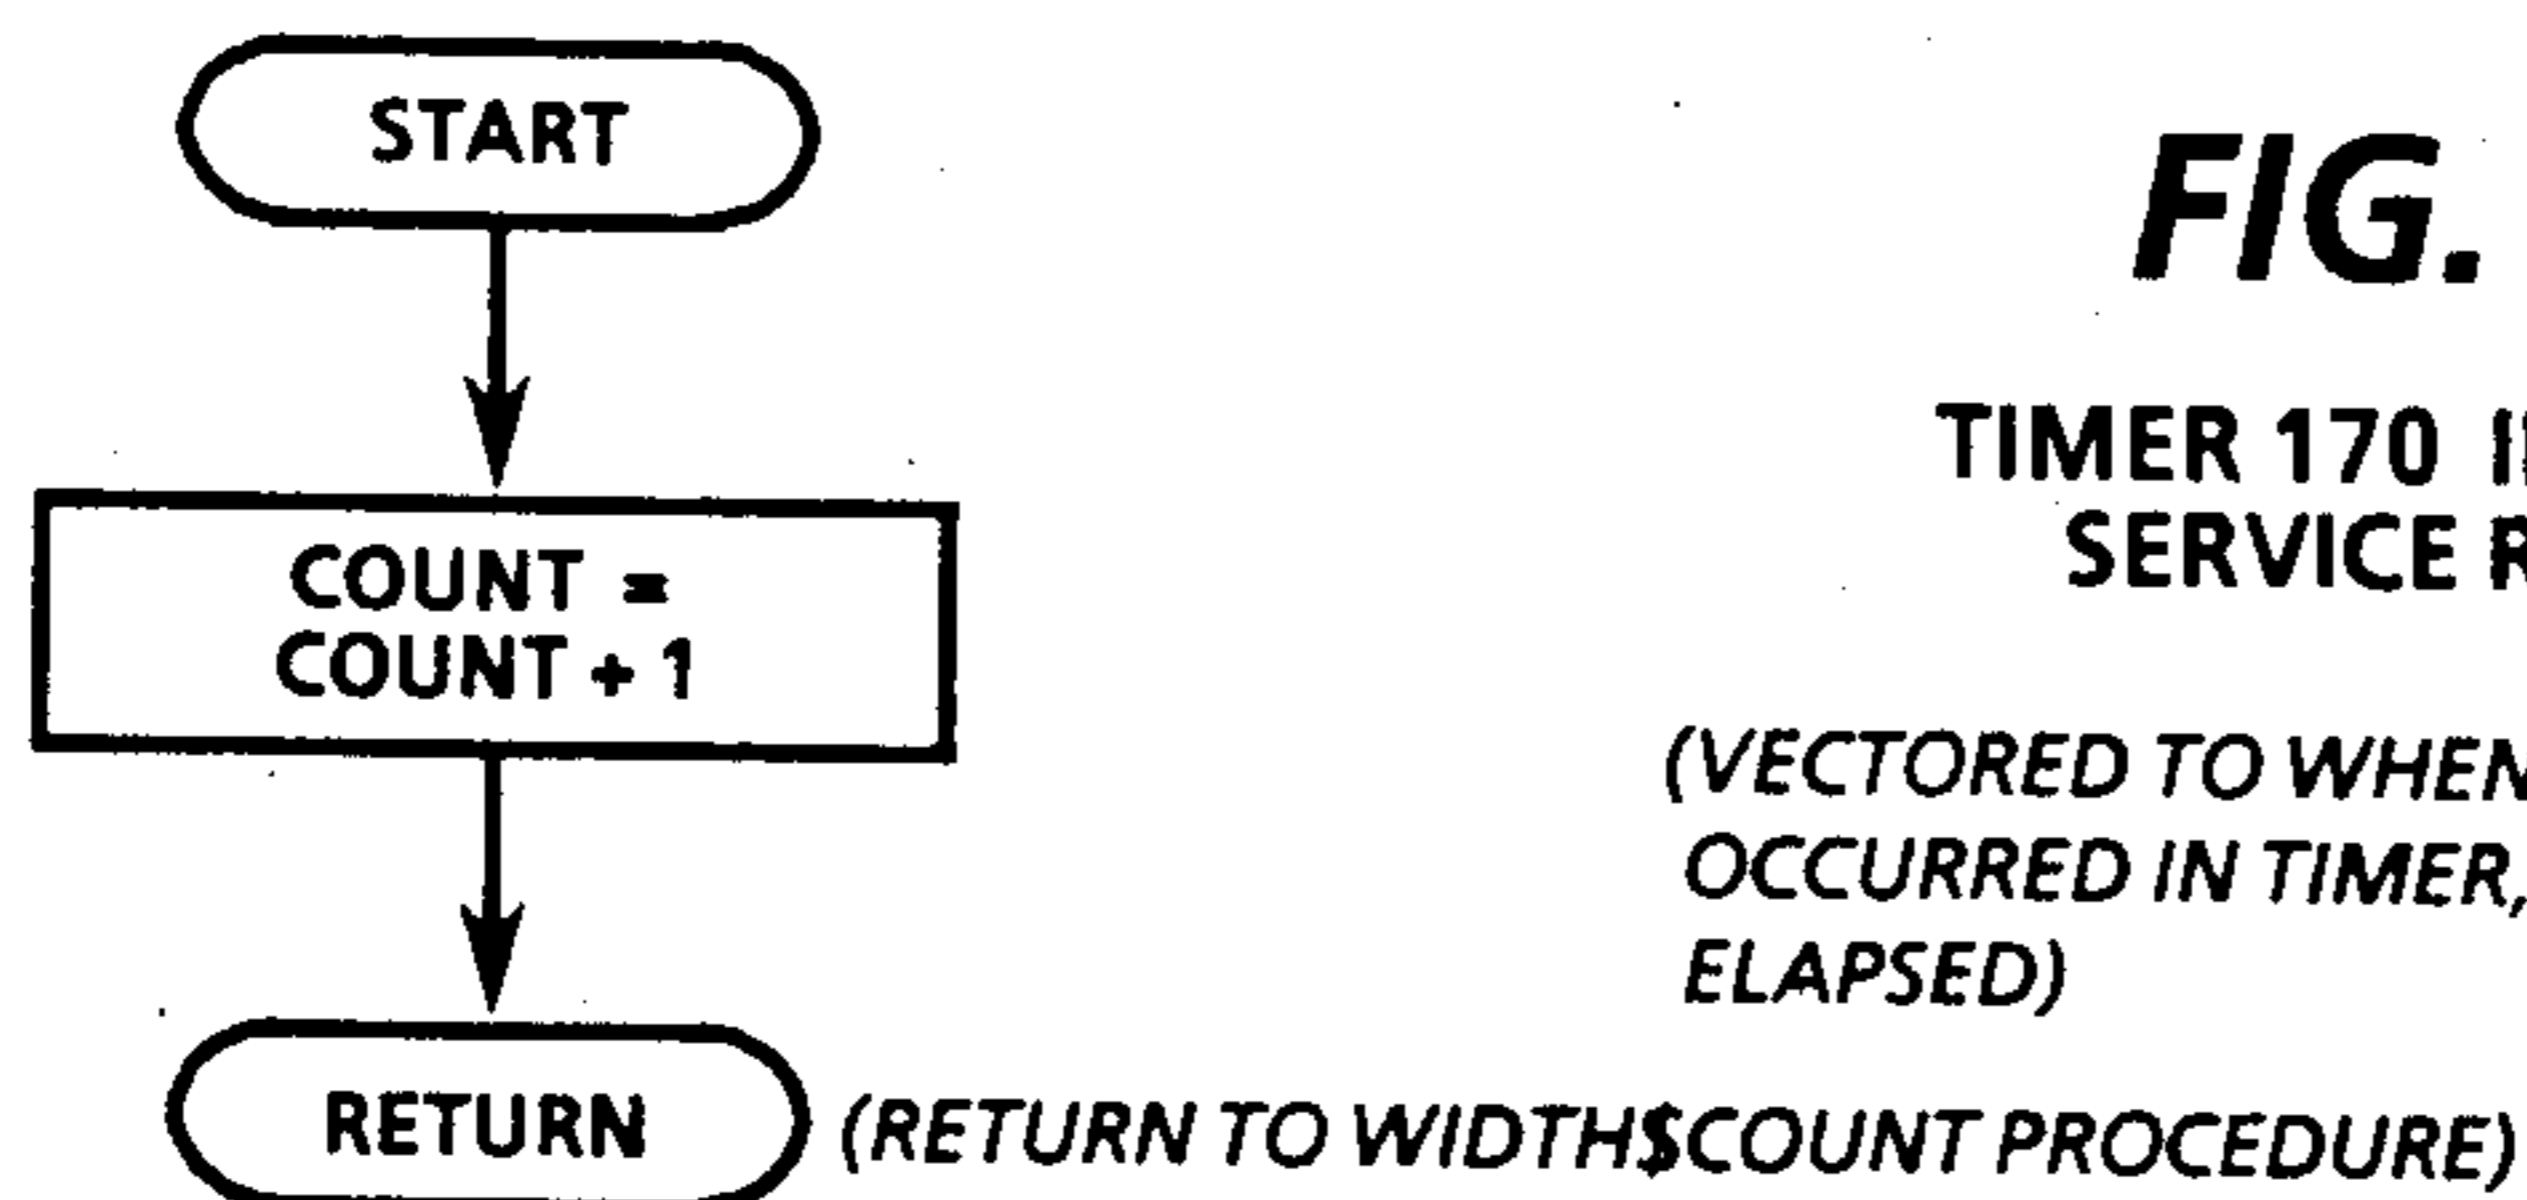 START
FIG.
TIMER 170
SERVICE
COUNT =
COUNT + 1
(VECTORED TO WHEN
OCCURRED IN TIMER,
ELAPSED)
RETURN
(RETURN TO WIDTH$COUNT PROCEDURE)